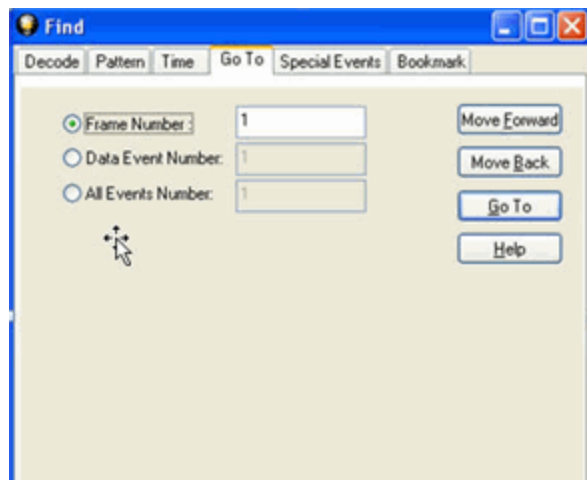 Find
Decode Pattern Time Go To Special Events Bookmark
Frame Number : 1 Move Forward
Data Event Number: 1 Move Back
All Events Number: 1 Go To
Help